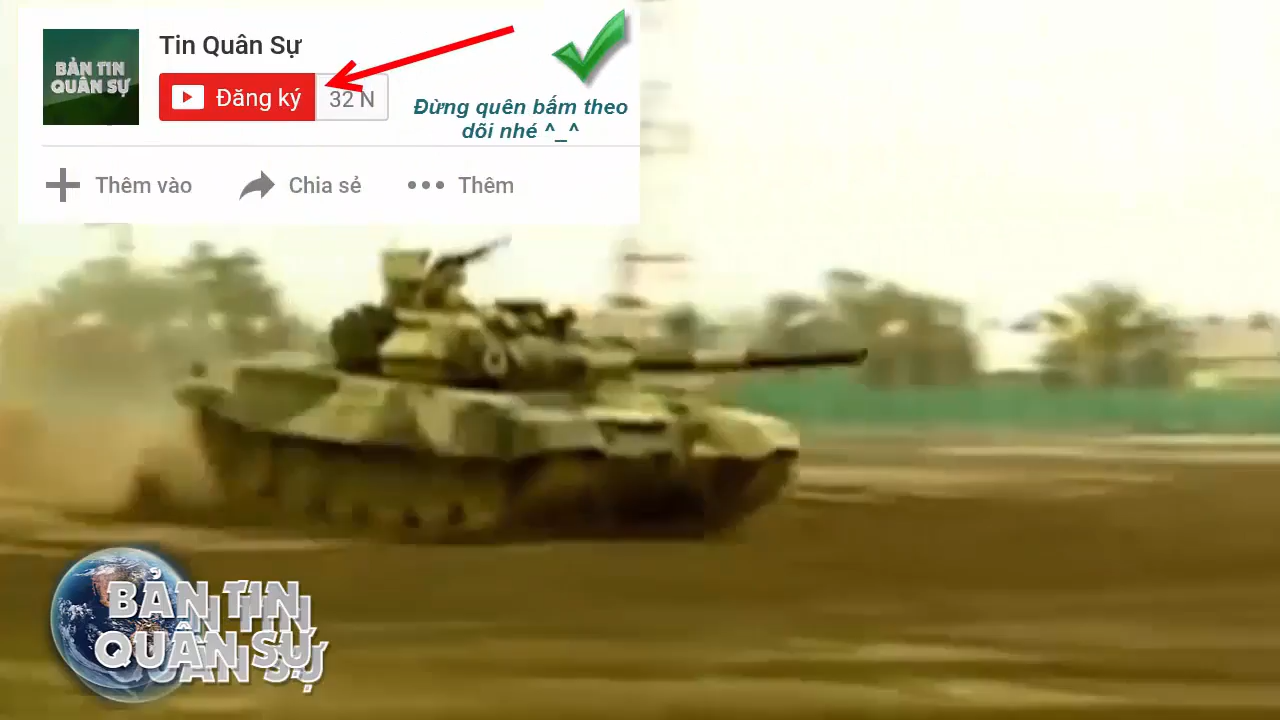 BẢN TIN
QUÂN SỰ
Tin Quân Sự
Đăng ký
32 N
Đừng quên bấm theo
dõi nhé ^_^
Thêm vào
Chia sẻ
Thêm
BẢN TIN
QUÂN SỰ